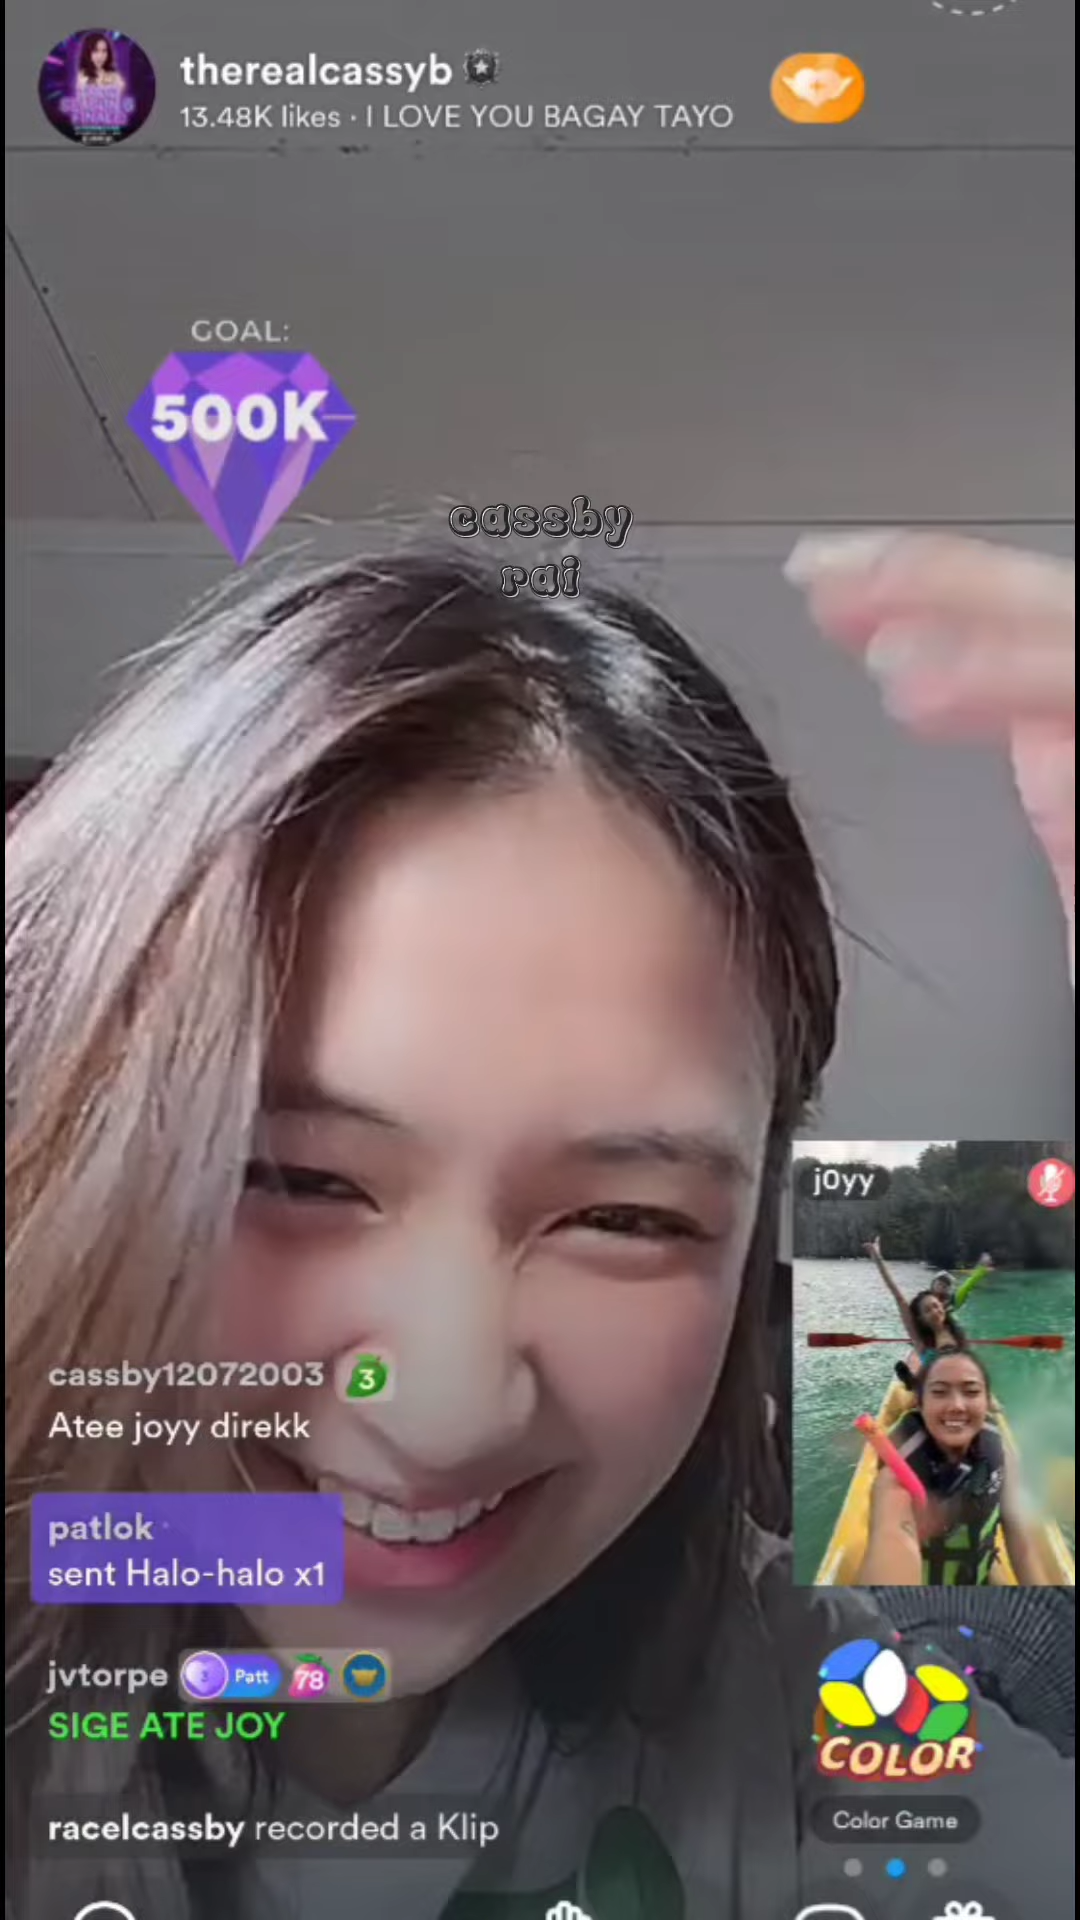 therealcassyb
13.48K likes · I LOVE YOU BAGAY TAYO
GOAL:
500K
cassby
rai
j0yy
cassby12072003 3
Atee joyy direkk
patlok
sent Halo-halo x1
jvtorpe Patt 78
SIGE ATE JOY
COLOR
racelcassby recorded a Klip
Color Game